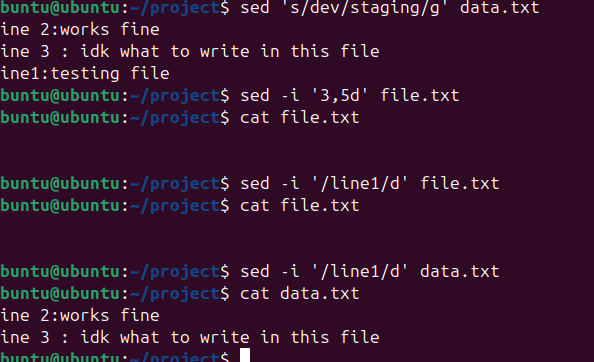 buntu@ubuntu:~/project$ sed 's/dev/staging/g' data.txt
ine 2:works fine
ine 3 : idk what to write in this file
ine1:testing file
buntu@ubuntu:~/project$ sed -i '3,5d' file.txt
buntu@ubuntu:~/project$ cat file.txt
buntu@ubuntu:~/project$ sed -i '/line1/d' file.txt
buntu@ubuntu:~/project$ cat file.txt
buntu@ubuntu:~/project$ sed -i '/line1/d' data.txt
buntu@ubuntu:~/project$ cat data.txt
ine 2:works fine
ine 3 : idk what to write in this file
buntu@ubuntu:~/project$